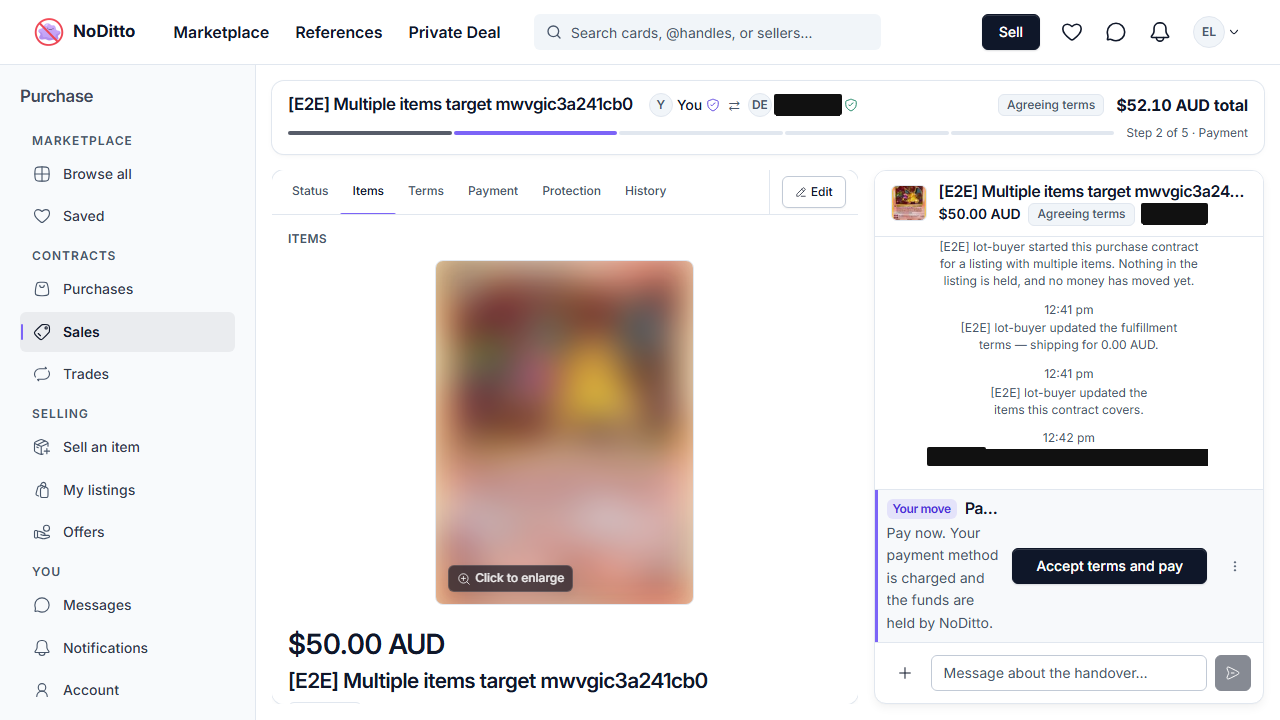 NoDitto
Marketplace
References
Private Deal
Search cards, @handles, or sellers...
Sell
EL
Purchase
MARKETPLACE
Browse all
Saved
CONTRACTS
Purchases
Sales
Trades
SELLING
Sell an item
My listings
Offers
YOU
Messages
Notifications
Account
[E2E] Multiple items target mwvgic3a241cb0
Y You
DE
Agreeing terms
$52.10 AUD total
Step 2 of 5 · Payment
Status
Items
Terms
Payment
Protection
History
Edit
ITEMS
Click to enlarge
$50.00 AUD
[E2E] Multiple items target mwvgic3a241cb0
[E2E] Multiple items target mwvgic3a24...
$50.00 AUD
Agreeing terms
[E2E] lot-buyer started this purchase contract
for a listing with multiple items. Nothing in the
listing is held, and no money has moved yet.
12:41 pm
[E2E] lot-buyer updated the fulfillment
terms — shipping for 0.00 AUD.
12:41 pm
[E2E] lot-buyer updated the
items this contract covers.
12:42 pm
Your move
Pa...
Pay now. Your
payment method
is charged and
the funds are
held by NoDitto.
Accept terms and pay
Message about the handover...